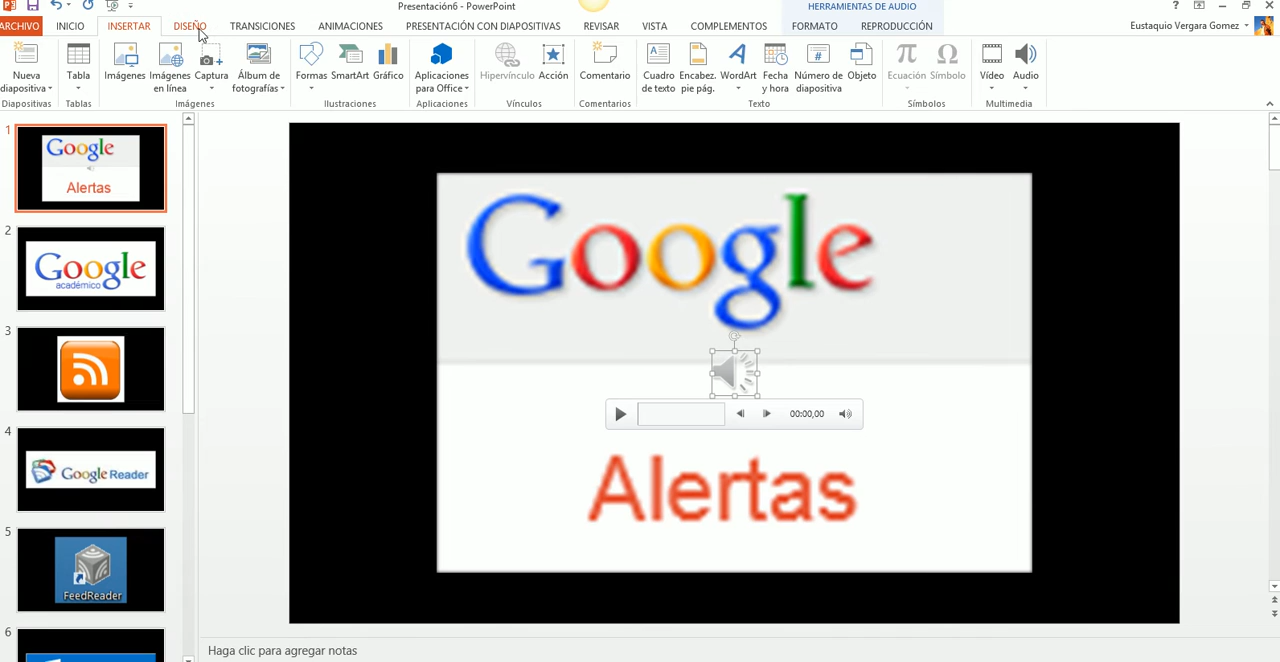 Presentación6 - PowerPoint
HERRAMIENTAS DE AUDIO
?
ARCHIVO INICIO INSERTAR DISEÑO TRANSICIONES ANIMACIONES PRESENTACIÓN CON DIAPOSITIVAS REVISAR VISTA COMPLEMENTOS FORMATO REPRODUCCIÓN Eustaquio Vergara Gomez
Nueva diapositiva
Tabla
Imágenes
Imágenes en línea
Captura
Álbum de fotografías
Formas
SmartArt
Gráfico
Aplicaciones para Office
Hipervínculo
Acción
Comentario
Cuadro de texto
Encabez. pie pág.
WordArt
Fecha y hora
Número de diapositiva
Objeto
Ecuación
Símbolo
Vídeo
Audio
Diapositivas Tablas Imágenes Ilustraciones Aplicaciones Vínculos Comentarios Texto Símbolos Multimedia
1
Google
Alertas
2
Google
académico
3
4
Google Reader
5
FeedReader
6
Google
00:00,00
Alertas
Haga clic para agregar notas